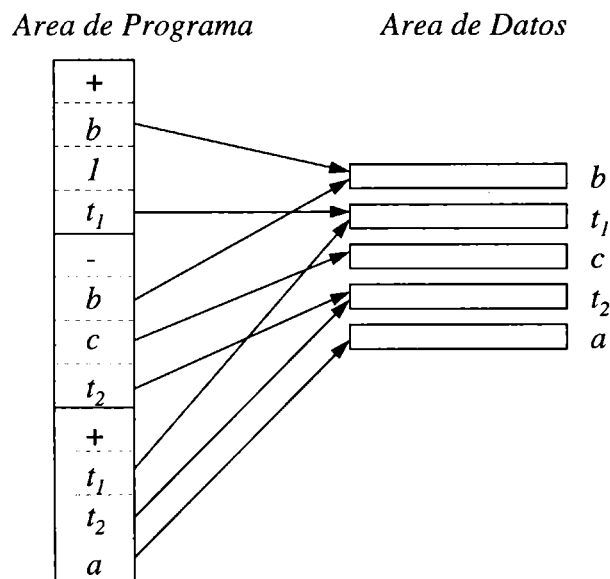 Area de Programa
Area de Datos
+
b
1
t1
-
b
c
t2
+
t1
t2
a
b
t1
c
t2
a